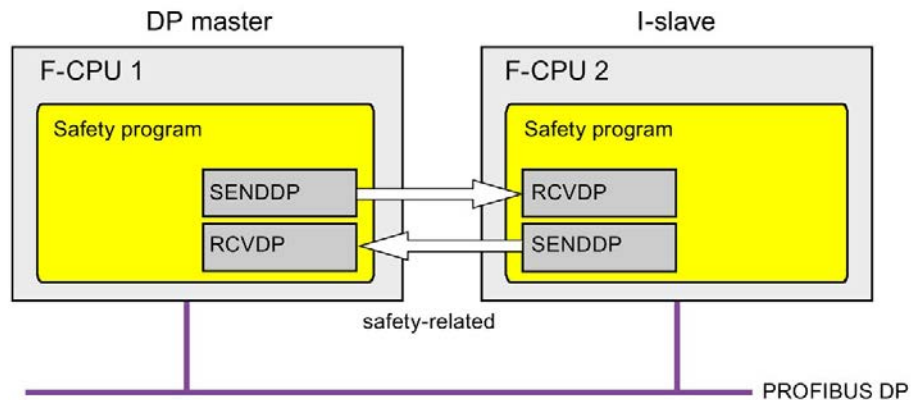 DP master
I-slave
F-CPU 1
F-CPU 2
Safety program
Safety program
SENDDP
RCVDP
RCVDP
SENDDP
safety-related
PROFIBUS DP